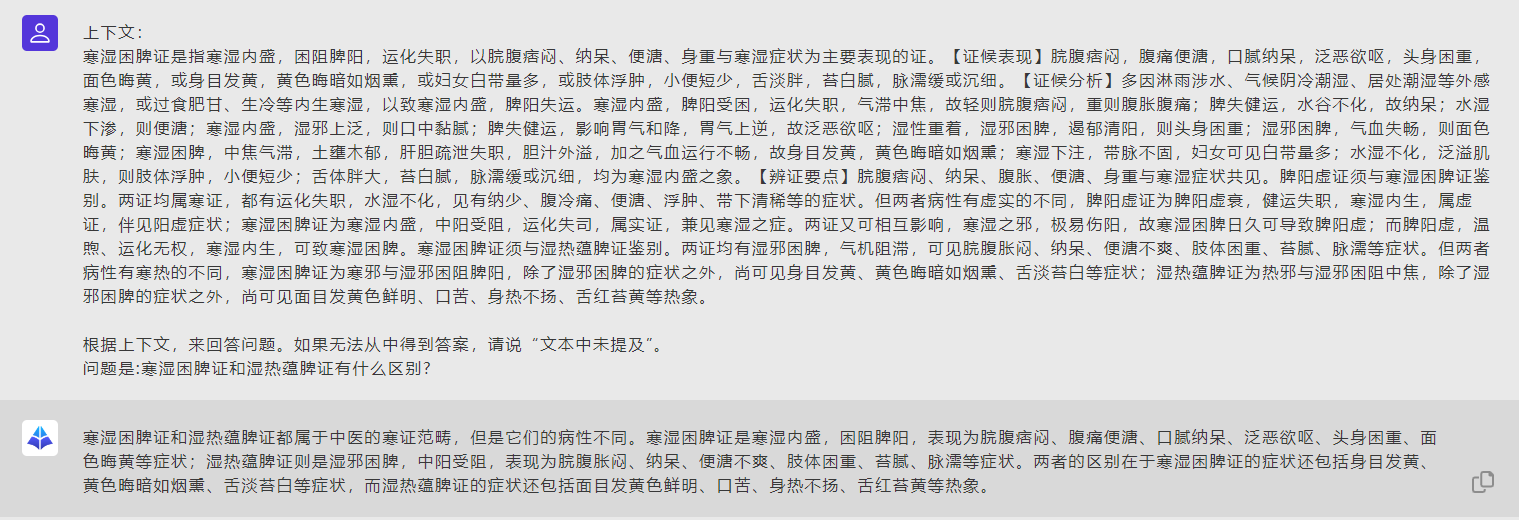 上下文：
寒湿困脾证是指寒湿内盛，困阻脾阳，运化失职，以脘腹痞闷、纳呆、便溏、身重与寒湿症状为主要表现的证。【证候表现】脘腹痞闷，腹痛便溏，口腻纳呆，泛恶欲呕，头身困重，
面色晦黄，或身目发黄，黄色晦暗如烟熏，或妇女白带量多，或肢体浮肿，小便短少，舌淡胖，苔白腻，脉濡缓或沉细。【证候分析】多因淋雨涉水、气候阴冷潮湿、居处潮湿等外感
寒湿，或过食肥甘、生冷等内生寒湿，以致寒湿内盛，脾阳失运。寒湿内盛，脾阳受困，运化失职，气滞中焦，故轻则脘腹痞闷，重则腹胀腹痛；脾失健运，水谷不化，故纳呆；水湿
下渗，则便溏；寒湿内盛，湿邪上泛，则口中黏腻；脾失健运，影响胃气和降，胃气上逆，故泛恶欲呕；湿性重着，湿邪困脾，遏郁清阳，则头身困重；湿邪困脾，气血失畅，则面色
晦黄；寒湿困脾，中焦气滞，土壅木郁，肝胆疏泄失职，胆汁外溢，加之气血运行不畅，故身目发黄，黄色晦暗如烟熏；寒湿下注，带脉不固，妇女可见白带量多；水湿不化，泛溢肌
肤，则肢体浮肿，小便短少；舌体胖大，苔白腻，脉濡缓或沉细，均为寒湿内盛之象。【辨证要点】脘腹痞闷、纳呆、腹胀、便溏、身重与寒湿症状共见。脾阳虚证须与寒湿困脾证鉴
别。两证均属寒证，都有运化失职，水湿不化，见有纳少、腹冷痛、便溏、浮肿、带下清稀等的症状。但两者病性有虚实的不同，脾阳虚证为脾阳虚衰，健运失职，寒湿内生，属虚
证，伴见阳虚症状；寒湿困脾证为寒湿内盛，中阳受阻，运化失司，属实证，兼见寒湿之症。两证又可相互影响，寒湿之邪，极易伤阳，故寒湿困脾日久可导致脾阳虚；而脾阳虚，温
煦、运化无权，寒湿内生，可致寒湿困脾。寒湿困脾证须与湿热蕴脾证鉴别。两证均有湿邪困脾，气机阻滞，可见脘腹胀闷、纳呆、便溏不爽、肢体困重、苔腻、脉濡等症状。但两者
病性有寒热的不同，寒湿困脾证为寒邪与湿邪困阻脾阳，除了湿邪困脾的症状之外，尚可见身目发黄、黄色晦暗如烟熏、舌淡苔白等症状；湿热蕴脾证为热邪与湿邪困阻中焦，除了湿
邪困脾的症状之外，尚可见面目发黄色鲜明、口苦、身热不扬、舌红苔黄等热象。
根据上下文，来回答问题。如果无法从中得到答案，请说“文本中未提及”。
问题是:寒湿困脾证和湿热蕴脾证有什么区别?
寒湿困脾证和湿热蕴脾证都属于中医的寒证范畴，但是它们的病性不同。寒湿困脾证是寒湿内盛，困阻脾阳，表现为脘腹痞闷、腹痛便溏、口腻纳呆、泛恶欲呕、头身困重、面
色晦黄等症状；湿热蕴脾证则是湿邪困脾，中阳受阻，表现为脘腹胀闷、纳呆、便溏不爽、肢体困重、苔腻、脉濡等症状。两者的区别在于寒湿困脾证的症状还包括身目发黄、
黄色晦暗如烟熏、舌淡苔白等症状，而湿热蕴脾证的症状还包括面目发黄色鲜明、口苦、身热不扬、舌红苔黄等热象。